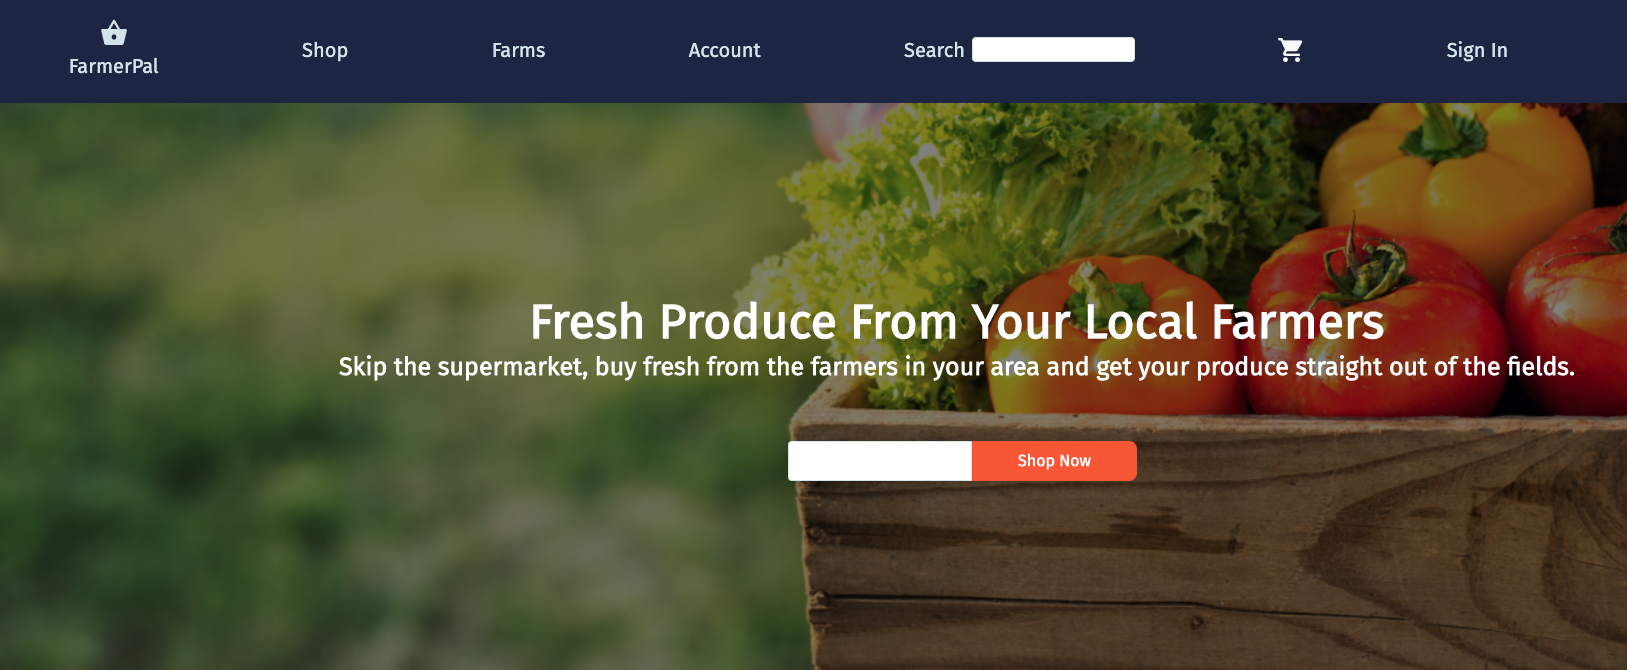 FarmerPal
Shop
Farms
Account
Search
Sign In
Fresh Produce From Your Local Farmers
Skip the supermarket, buy fresh from the farmers in your area and get your produce straight out of the fields.
Shop Now